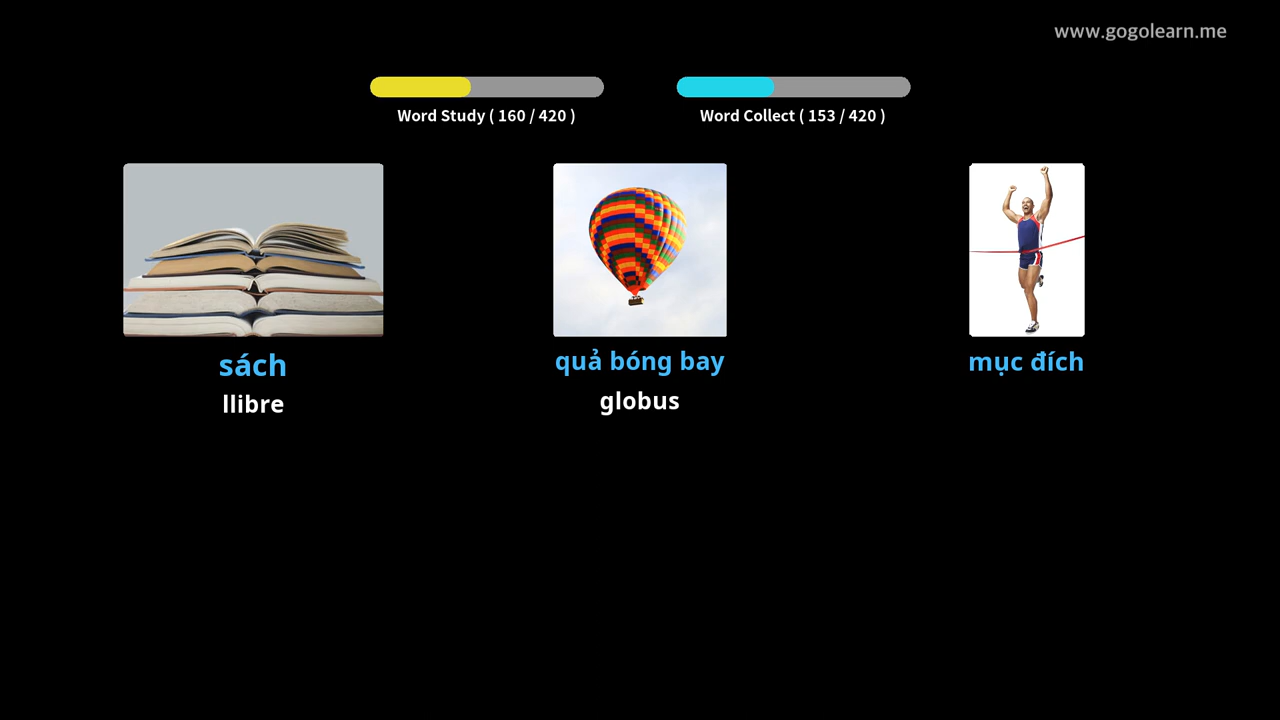 www.gogolearn.me
Word Study ( 160 / 420 )
Word Collect ( 153 / 420 )
sách
quả bóng bay
mục đích
llibre
globus